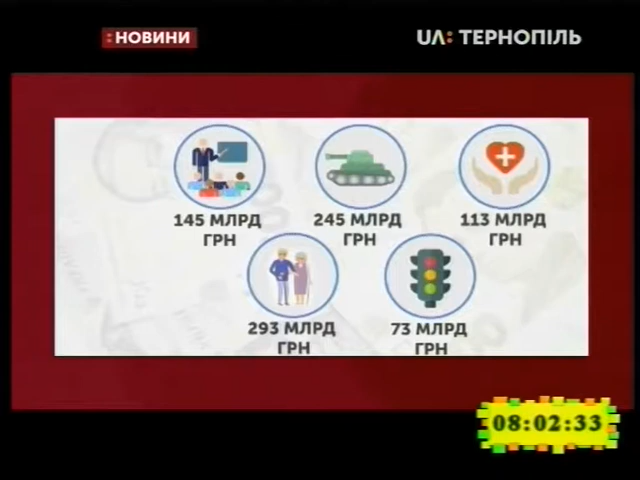 :НОВИНИ
UA: ТЕРНОПІЛЬ
145 МЛРД
ГРН
245 МЛРД
ГРН
113 МЛРД
ГРН
293 МЛРД
ГРН
73 МЛРД
ГРН
08:02:33